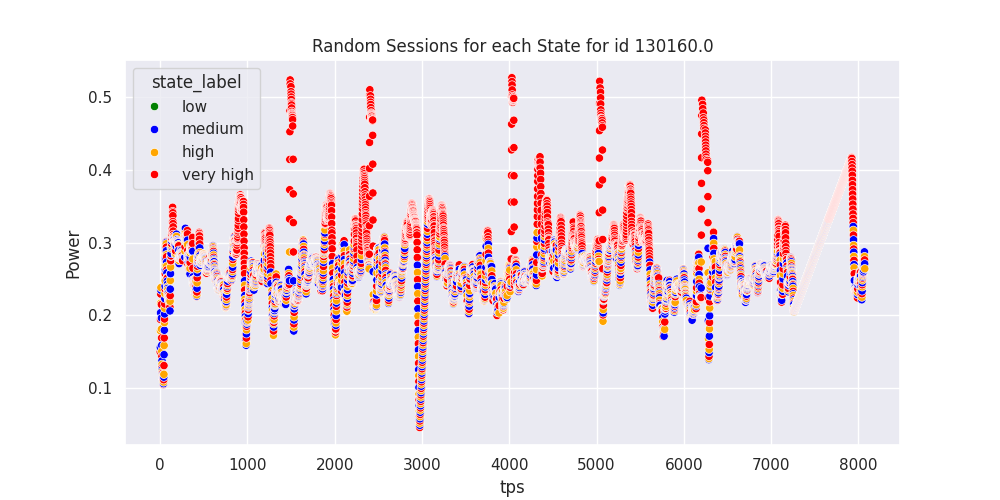 Random Sessions for each State for id 130160.0
state_label
low
medium
high
very high
Power
0.5
0.4
0.3
0.2
0.1
0 1000 2000 3000 4000 5000 6000 7000 8000
tps